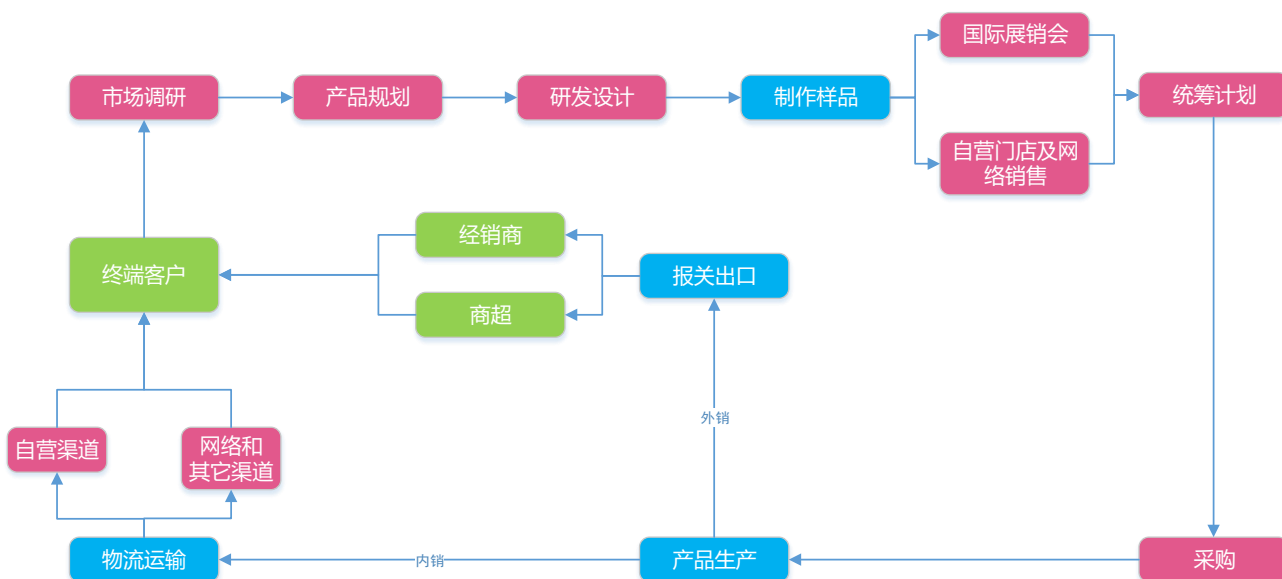 国际展销会
市场调研
产品规划
研发设计
制作样品
统筹计划
自营门店及网
络销售
经销商
终端客户
报关出口
商超
外销
自营渠道
网络和
其它渠道
物流运输
内销
产品生产
采购